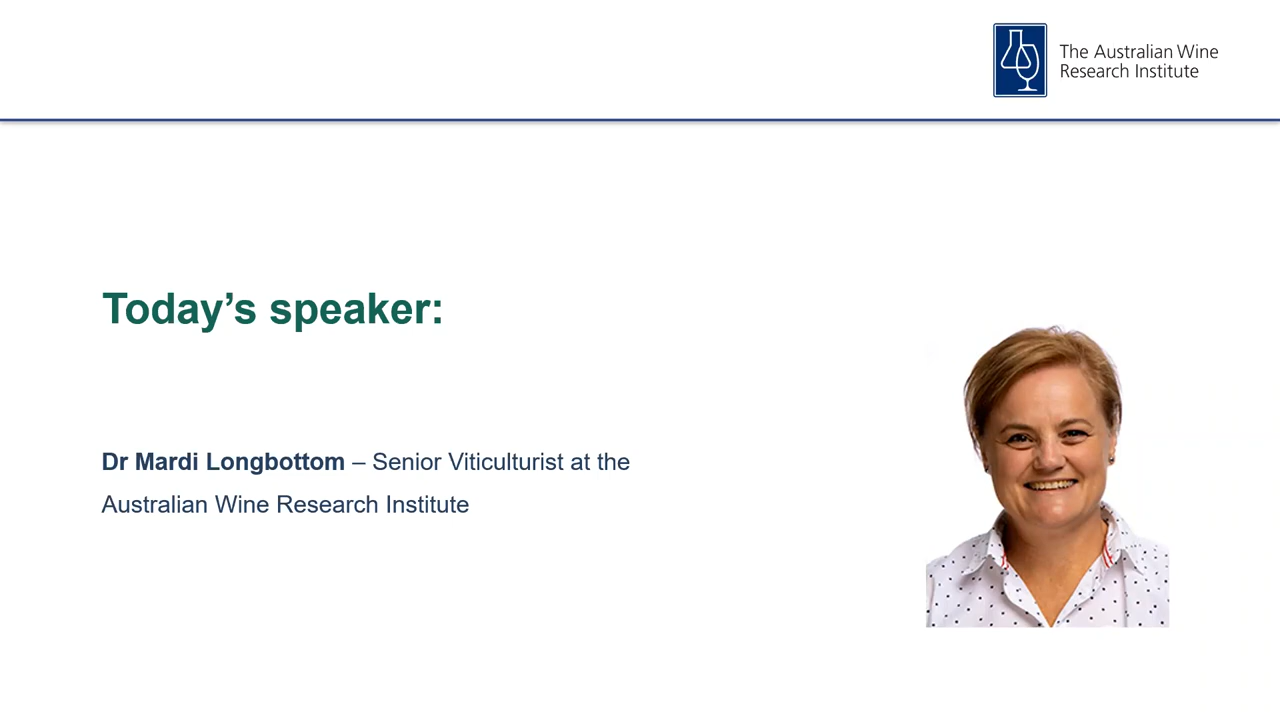 The Australian Wine
Research Institute
Today’s speaker:
Dr Mardi Longbottom – Senior Viticulturist at the
Australian Wine Research Institute